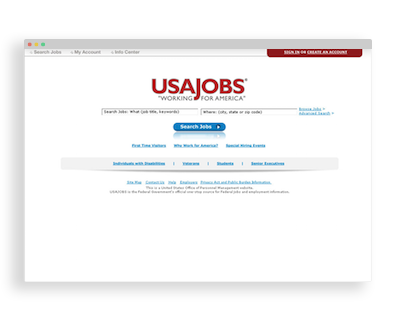 Search Jobs My Account Info Center SIGN IN OR CREATE AN ACCOUNT
USAJOBS®
"WORKING FOR AMERICA"
Search Jobs: What (job title, keywords) Where: (city, state or zip code) Browse Jobs >
Advanced Search >
Search Jobs
First Time Visitors Why Work for America? Special Hiring Events
Individuals with Disabilities | Veterans | Students | Senior Executives
Site Map Contact Us Help Employers Privacy Act and Public Burden Information
This is a United States Office of Personnel Management website.
USAJOBS is the Federal Government's official one-stop source for Federal jobs and employment information.